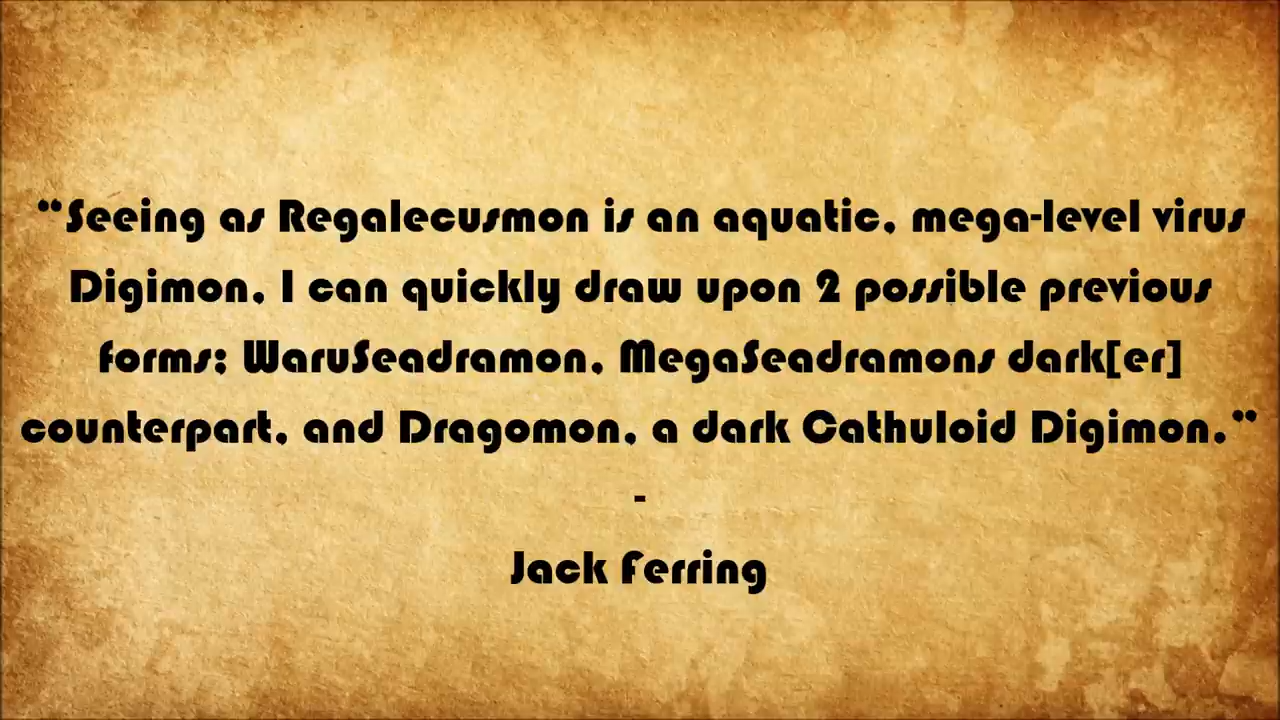 “Seeing as Regalecusmon is an aquatic, mega-level virus
Digimon, I can quickly draw upon 2 possible previous
forms; WaruSeadramon, MegaSeadramons dark[er]
counterpart, and Dragomon, a dark Cathuloid Digimon.”
-
Jack Ferring